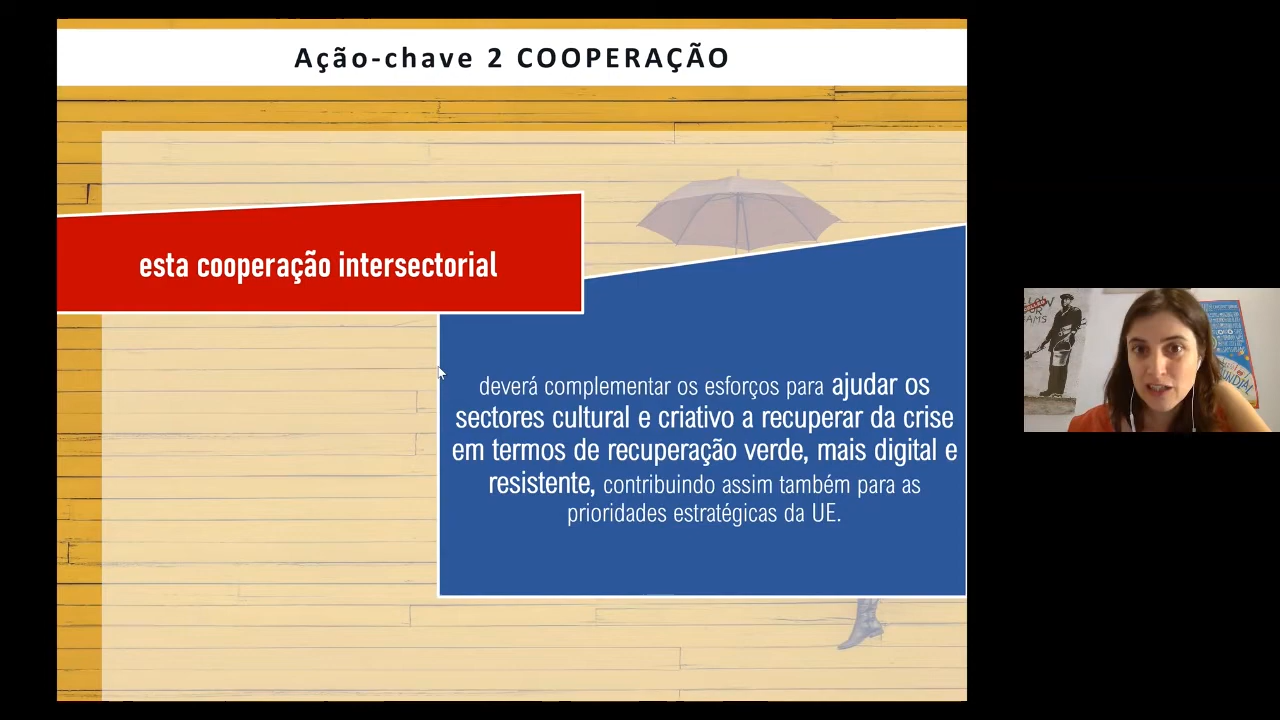 Ação-chave 2 COOPERAÇÃO
esta cooperação intersectorial
deverá complementar os esforços para ajudar os
sectores cultural e criativo a recuperar da crise
em termos de recuperação verde, mais digital e
resistente, contribuindo assim também para as
prioridades estratégicas da UE.